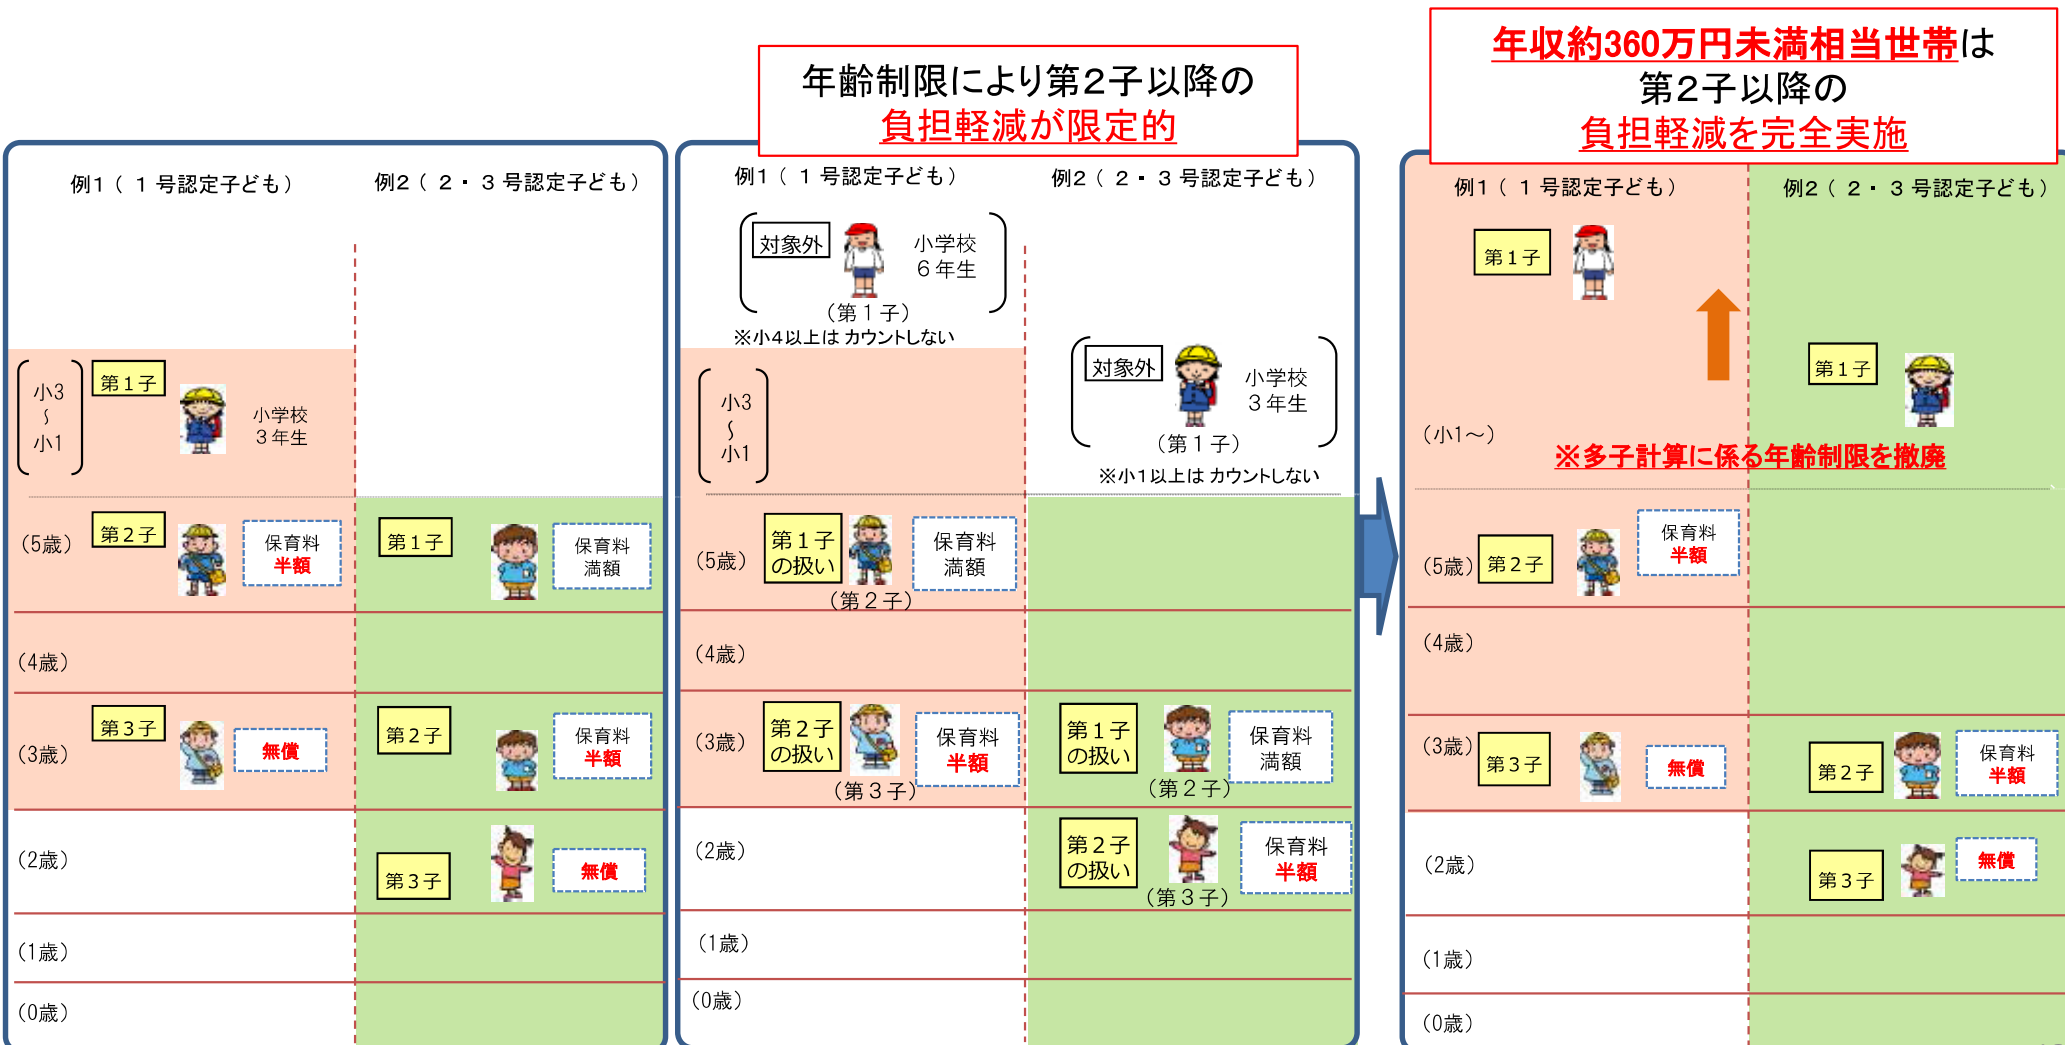 年齢制限により第2子以降の
負担軽減が限定的
年収約360万円未満相当世帯は
第2子以降の
負担軽減を完全実施
例1（１号認定子ども）
例2（２・３号認定子ども）
小3
～
小1
第1子
小学校
３年生
（5歳）
第2子
保育料
半額
第1子
保育料
満額
（4歳）
（3歳）
第3子
無償
第2子
保育料
半額
（2歳）
第3子
無償
（1歳）
（0歳）
例1（１号認定子ども）
例2（２・３号認定子ども）
対象外
小学校
６年生
（第１子）
※小4以上はカウントしない
対象外
小学校
３年生
（第１子）
※小1以上はカウントしない
小3
～
小1
（5歳）
第１子
の扱い
保育料
満額
（第２子）
（4歳）
（3歳）
第２子
の扱い
保育料
半額
（第３子）
第１子
の扱い
保育料
満額
（第２子）
（2歳）
第２子
の扱い
保育料
半額
（第３子）
（1歳）
（0歳）
例1（１号認定子ども）
例2（２・３号認定子ども）
第1子
第1子
（小1～）
※多子計算に係る年齢制限を撤廃
（5歳）
第2子
保育料
半額
（4歳）
（3歳）
第3子
無償
第2子
保育料
半額
（2歳）
第3子
無償
（1歳）
（0歳）